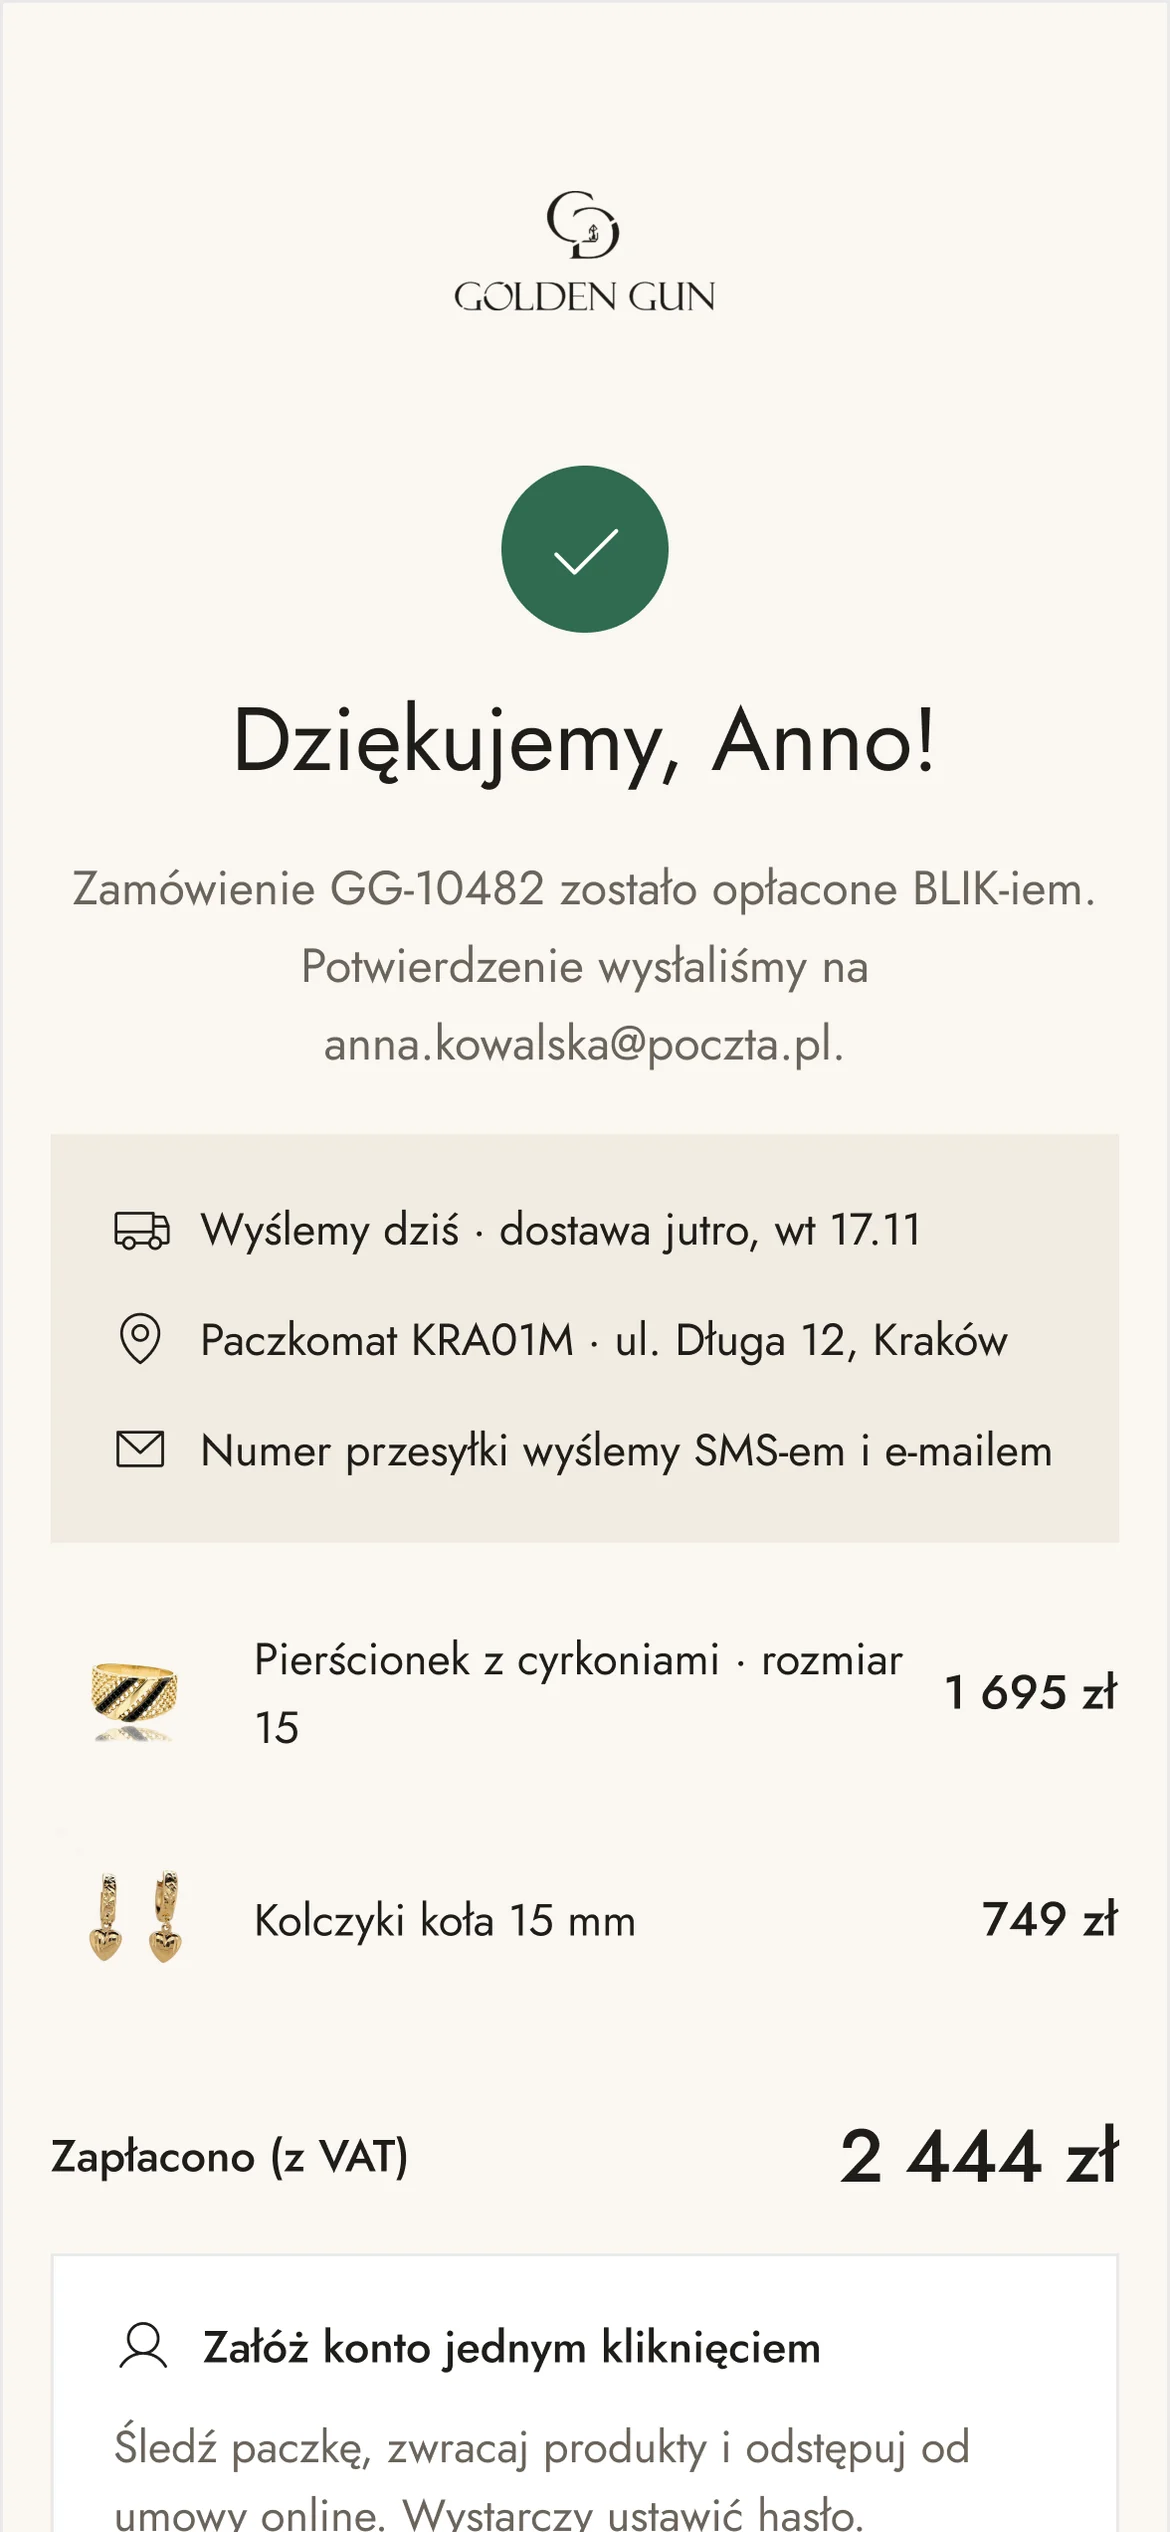 GOLDEN GUN
Dziękujemy, Anno!
Zamówienie GG-10482 zostało opłacone BLIK-iem.
Potwierdzenie wysłaliśmy na
anna.kowalska@poczta.pl.
Wyślemy dziś · dostawa jutro, wt 17.11
Paczkomat KRA01M · ul. Długa 12, Kraków
Numer przesyłki wyślemy SMS-em i e-mailem
Pierścionek z cyrkoniami · rozmiar
15
1 695 zł
Kolczyki koła 15 mm
749 zł
Zapłacono (z VAT)
2 444 zł
Załóż konto jednym kliknięciem
Śledź paczkę, zwracaj produkty i odstępuj od
umowy online. Wystarczy ustawić hasło.